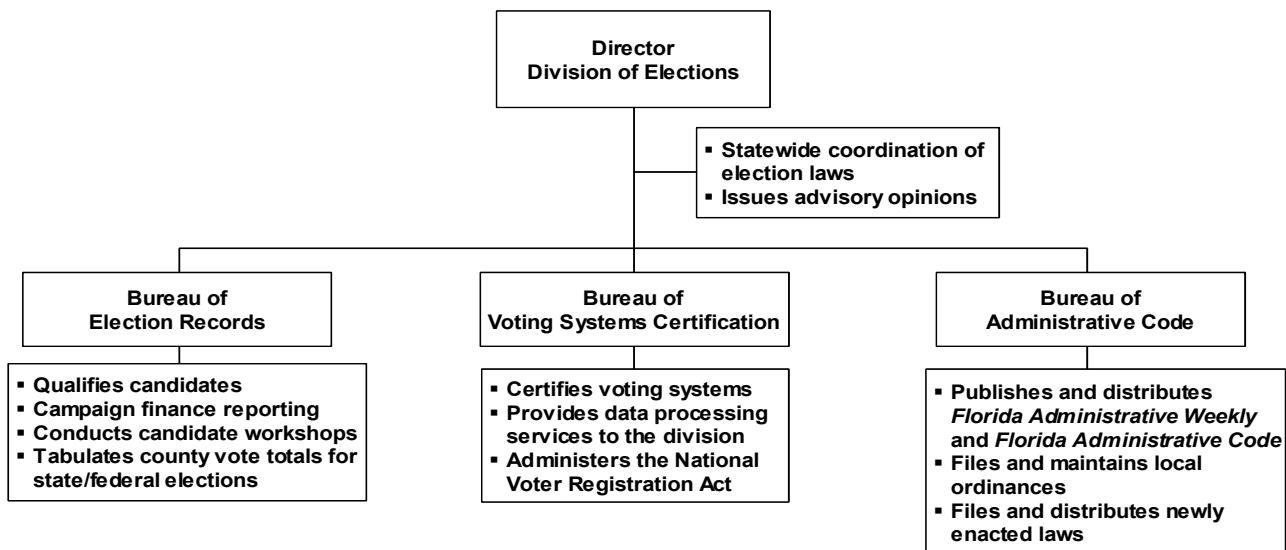 Director
Division of Elections
▪ Statewide coordination of
election laws
▪ Issues advisory opinions
Bureau of
Election Records
▪ Qualifies candidates
▪ Campaign finance reporting
▪ Conducts candidate workshops
▪ Tabulates county vote totals for
state/federal elections
Bureau of
Voting Systems Certification
▪ Certifies voting systems
▪ Provides data processing
services to the division
▪ Administers the National
Voter Registration Act
Bureau of
Administrative Code
▪ Publishes and distributes
Florida Administrative Weekly
and Florida Administrative Code
▪ Files and maintains local
ordinances
▪ Files and distributes newly
enacted laws